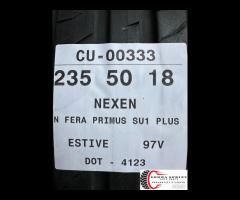 CU-00333
235 50 18
NEXEN
N FERA PRIMUS SU1 PLUS
ESTIVE 97V
DOT - 4123